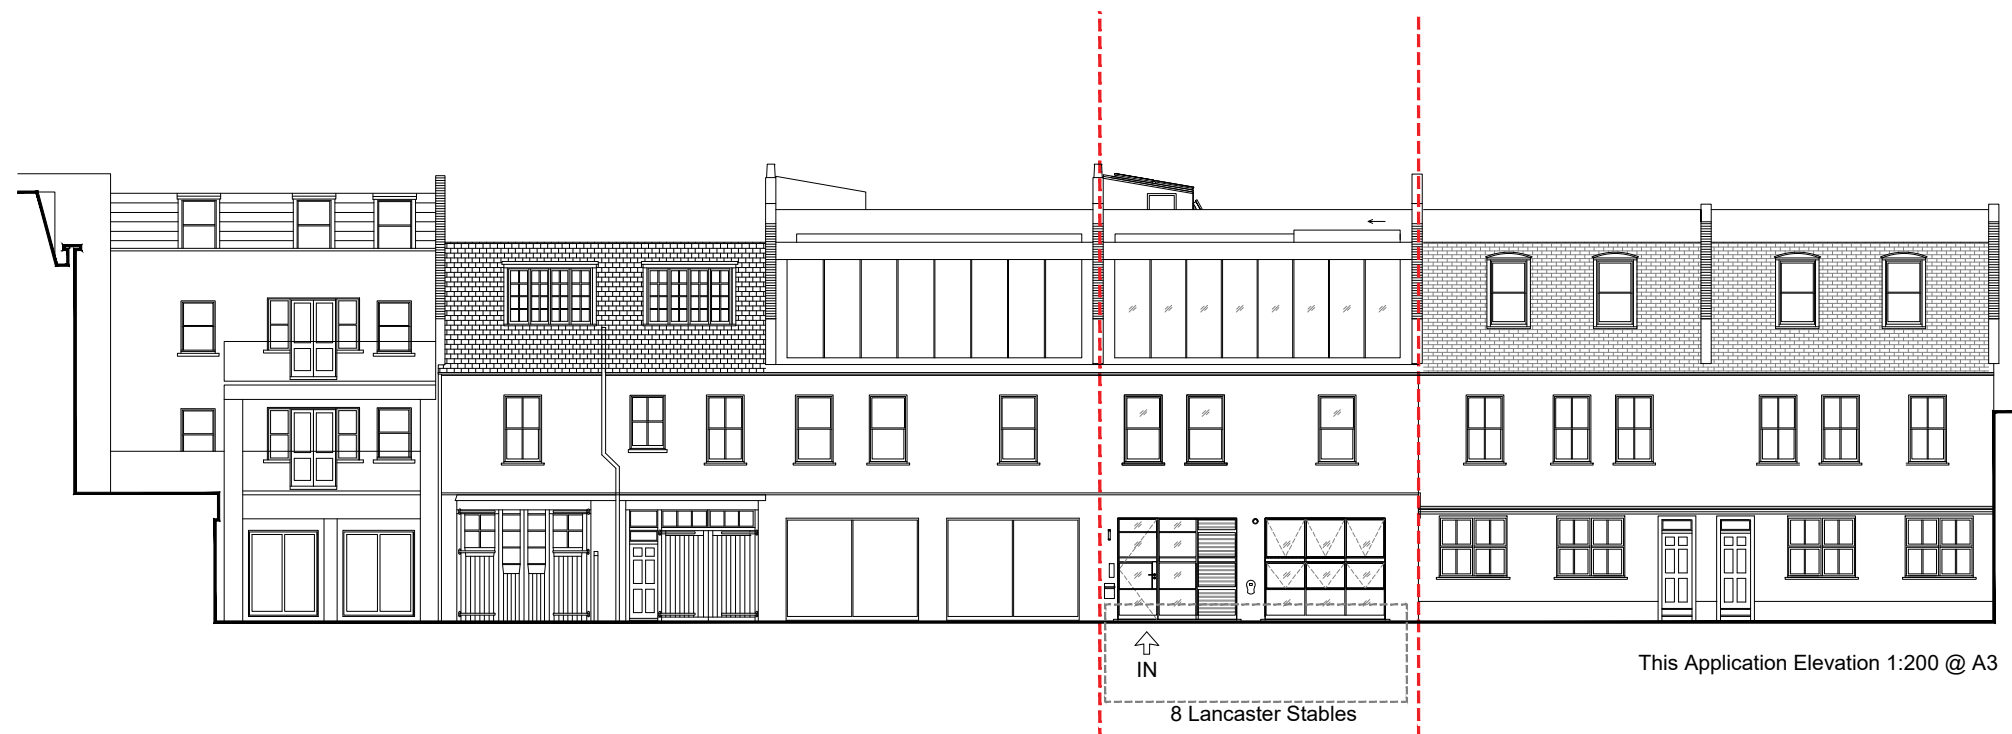 IN
This Application Elevation 1:200 @ A3
8 Lancaster Stables